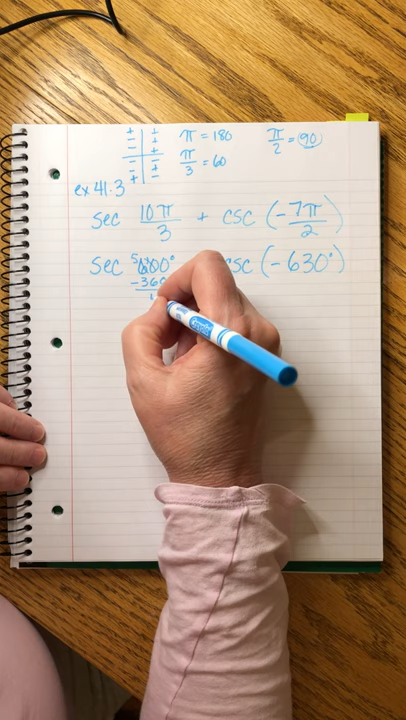 + | + π = 180 π/2 = 90
π/3 = 60
ex 41.3
sec 10π/3 + csc (-7π/2)
sec 600° csc (-630°)
-360
Crayola